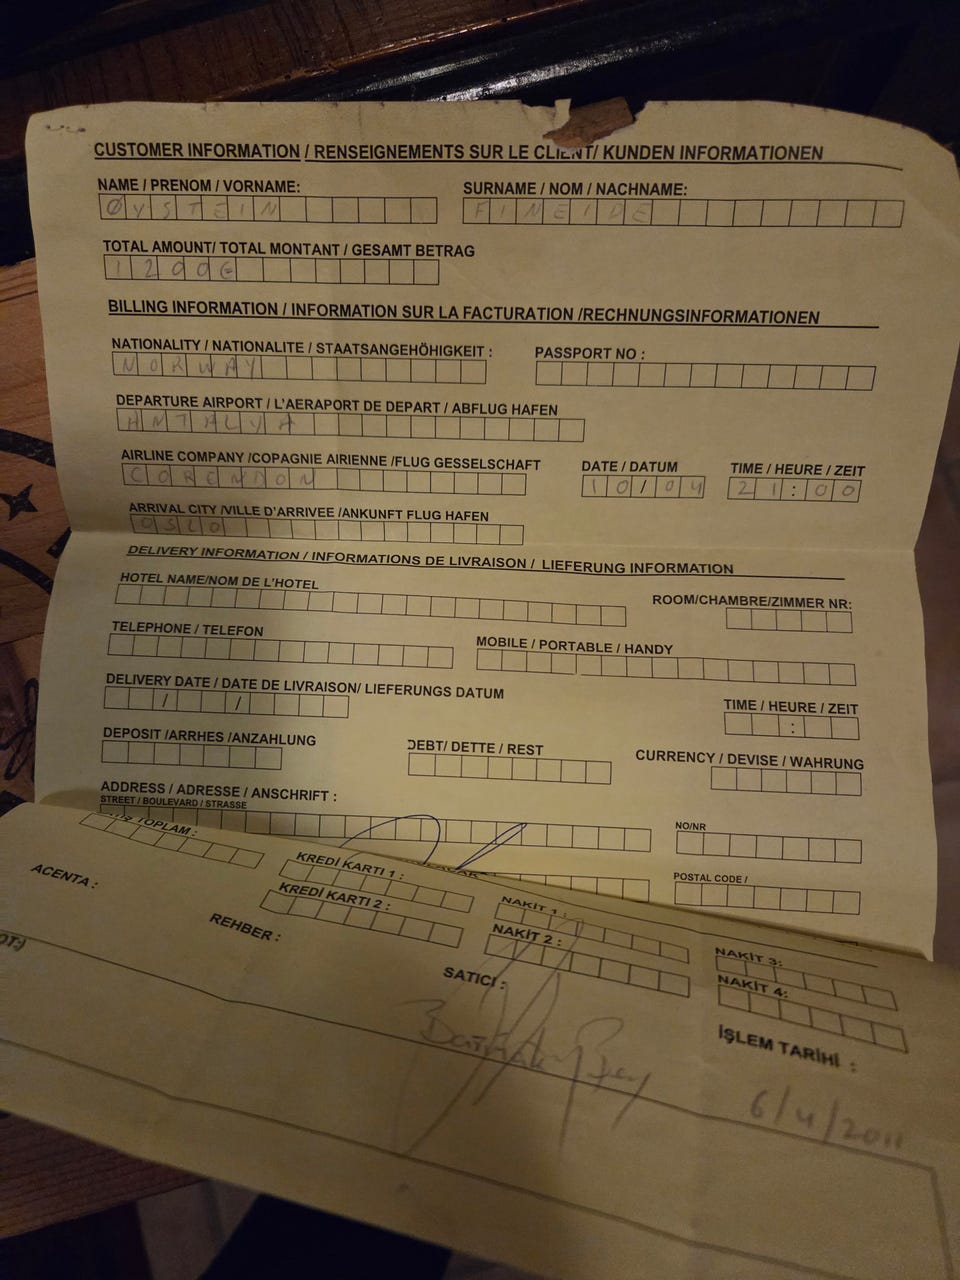 CUSTOMER INFORMATION / RENSEIGNEMENTS SUR LE CLIENT/ KUNDEN INFORMATIONEN
NAME / PRENOM / VORNAME: SURNAME / NOM / NACHNAME:
ØYSTEIN FINEIDE
TOTAL AMOUNT/ TOTAL MONTANT / GESAMT BETRAG
1200€
BILLING INFORMATION / INFORMATION SUR LA FACTURATION /RECHNUNGSINFORMATIONEN
NATIONALITY / NATIONALITE / STAATSANGEHÖHIGKEIT : PASSPORT NO :
NORWAY
DEPARTURE AIRPORT / L'AERAPORT DE DEPART / ABFLUG HAFEN
ANTALYA
AIRLINE COMPANY /COPAGNIE AIRIENNE /FLUG GESSELSCHAFT DATE / DATUM TIME / HEURE / ZEIT
CORENDON 10/04 21:00
ARRIVAL CITY /VILLE D'ARRIVEE /ANKUNFT FLUG HAFEN
OSLO
DELIVERY INFORMATION / INFORMATIONS DE LIVRAISON / LIEFERUNG INFORMATION
HOTEL NAME/NOM DE L'HOTEL ROOM/CHAMBRE/ZIMMER NR:
TELEPHONE / TELEFON MOBILE / PORTABLE / HANDY
DELIVERY DATE / DATE DE LIVRAISON/ LIEFERUNGS DATUM TIME / HEURE / ZEIT
/ / :
DEPOSIT /ARRHES /ANZAHLUNG DEBT/ DETTE / REST CURRENCY / DEVISE / WAHRUNG
ADDRESS / ADRESSE / ANSCHRIFT :
STREET / BOULEVARD / STRASSE NO/NR
POSTAL CODE /
TOPLAM :
KREDİ KARTI 1 : NAKİT 1 : NAKİT 3:
KREDİ KARTI 2 : NAKİT 2 : NAKİT 4:
ACENTA : REHBER : SATICI : İŞLEM TARİHİ :
6/4/2011